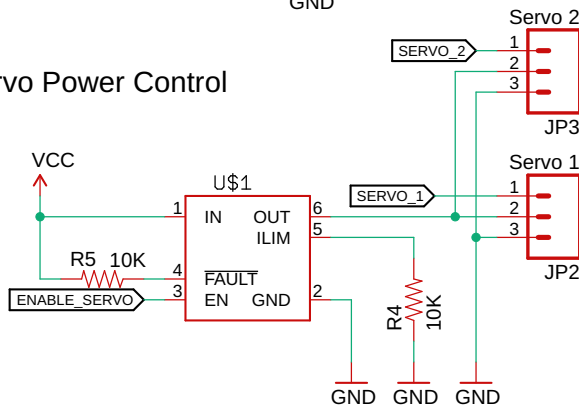 GND
Servo 2
SERVO_2
1
2
3
JP3
rvo Power Control
VCC
U$1
Servo 1
SERVO_1
1
2
3
JP2
1
IN
OUT
6
ILIM
5
R5
10K
4
FAULT
ENABLE_SERVO
3
EN
GND
2
R4
10K
GND
GND
GND